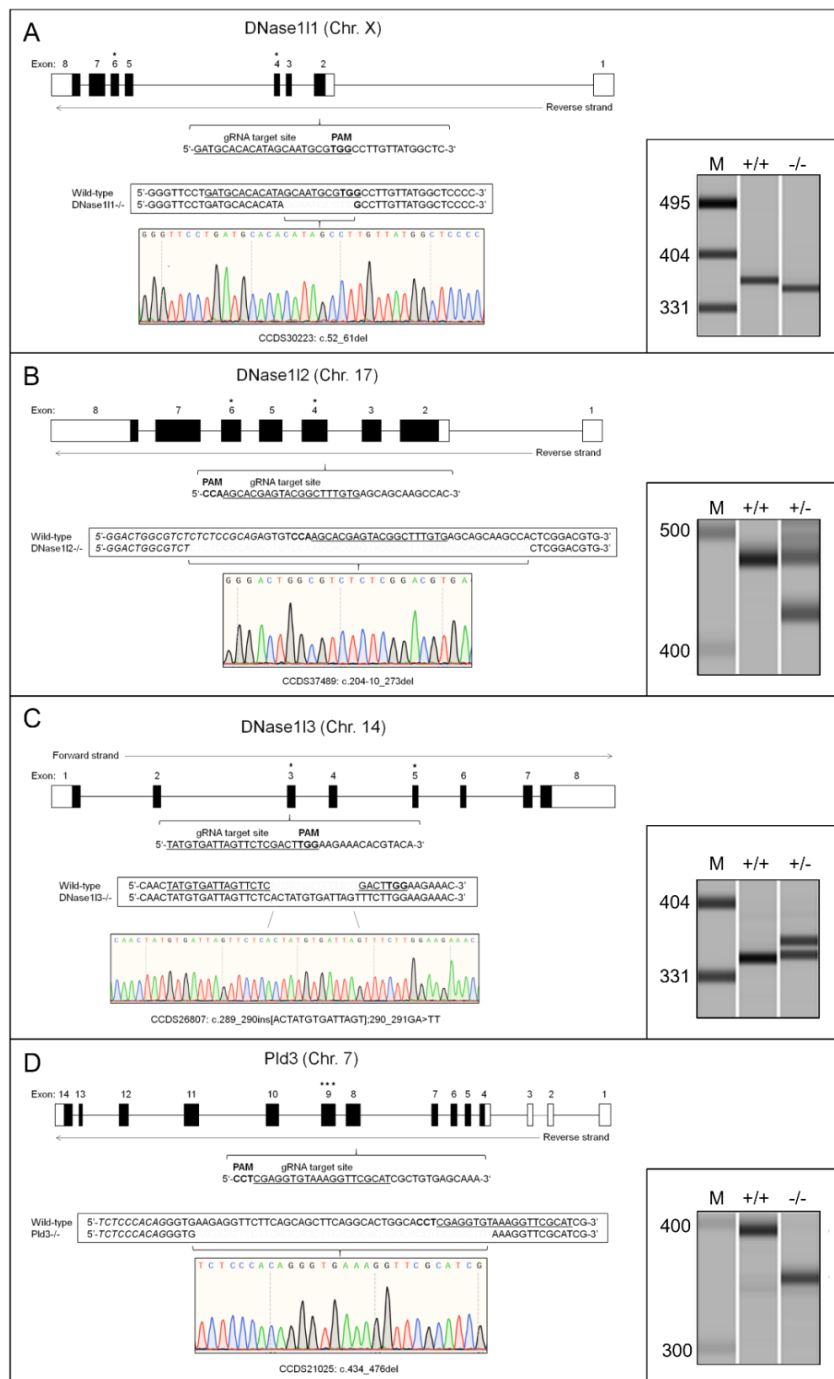 A
DNase1l1 (Chr. X)
* *
Exon: 8 7 6 5 4 3 2 1
Reverse strand
gRNA target site PAM
5'-GATGCACACATAGCAATGCGTGGCCTTGTTATGGCTC-3'
Wild-type 5'-GGGTTCCTGATGCACACATAGCAATGCGTGGCCTTGTTATGGCTCCCC-3'
DNase1l1-/- 5'-GGGTTCCTGATGCACACATA GCCTTGTTATGGCTCCCC-3'
G G G T T C C T G A T G C A C A C A T A G C C T T G T T A T G G C T C C C C
CCDS30223: c.52_61del
M +/+ -/-
495
404
331
B
DNase1l2 (Chr. 17)
* *
Exon: 8 7 6 5 4 3 2 1
Reverse strand
PAM gRNA target site
5'-CCAAGCACGAGTACGGCTTTGTGAGCAGCAAGCCAC-3'
Wild-type 5'-GGACTGGCGTCTCTCTCCGCAGAGTGTCCAAGCACGAGTACGGCTTTGTGAGCAGCAAGCCACTCGGACGTG-3'
DNase1l2-/- 5'-GGACTGGCGTCT CTCGGACGTG-3'
G G G A C T G G C G T C T C T C G G A C G T G A
CCDS37489: c.204-10_273del
M +/+ +/-
500
400
C
DNase1l3 (Chr. 14)
Forward strand
* *
Exon: 1 2 3 4 5 6 7 8
gRNA target site PAM
5'-TATGTGATTAGTTCTCGACTTGGAAGAAACACGTACA-3'
Wild-type 5'-CAACTATGTGATTAGTTCTC GACTTGGAAGAAAC-3'
DNase1l3-/- 5'-CAACTATGTGATTAGTTCTCACTATGTGATTAGTTTCTTGGAAGAAAC-3'
C A A C T A T G T G A T T A G T T C T C A C T A T G T G A T T A G T T T C T T G G A A G A A A C
CCDS26807: c.289_290ins[ACTATGTGATTAGT];290_291GA>TT
M +/+ +/-
404
331
D
Pld3 (Chr. 7)
***
Exon: 14 13 12 11 10 9 8 7 6 5 4 3 2 1
Reverse strand
PAM gRNA target site
5'-CCTCGAGGTGTAAAGGTTCGCATCGCTGTGAGCAAA-3'
Wild-type 5'-TCTCCCACAGGGTGAAGAGGTTCTTCAGCAGCTTCAGGCACTGGCACCTCGAGGTGTAAAGGTTCGCATCG-3'
Pld3-/- 5'-TCTCCCACAGGGTG AAAGGTTCGCATCG-3'
T C T C C C A C A G G G T G A A A G G T T C G C A T C G
CCDS21025: c.434_476del
M +/+ -/-
400
300